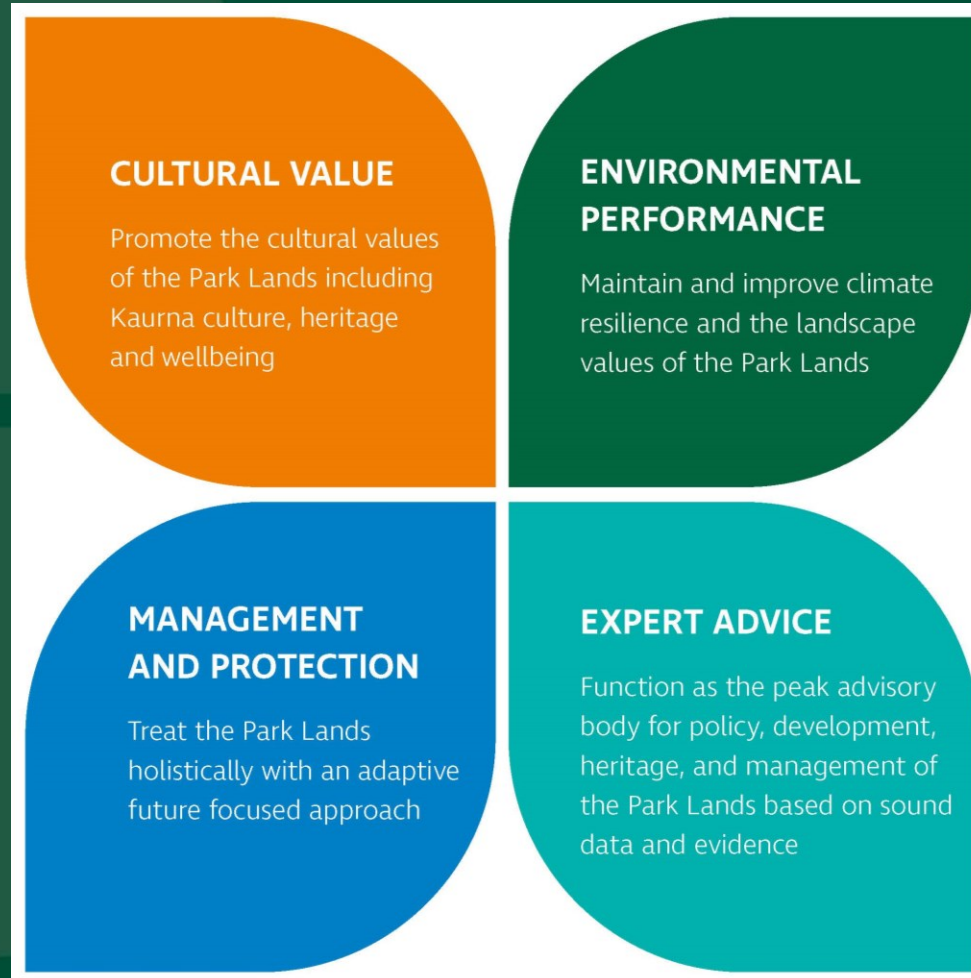 CULTURAL VALUE
Promote the cultural values
of the Park Lands including
Kaurna culture, heritage
and wellbeing
ENVIRONMENTAL
PERFORMANCE
Maintain and improve climate
resilience and the landscape
values of the Park Lands
MANAGEMENT
AND PROTECTION
Treat the Park Lands
holistically with an adaptive
future focused approach
EXPERT ADVICE
Function as the peak advisory
body for policy, development,
heritage, and management of
the Park Lands based on sound
data and evidence